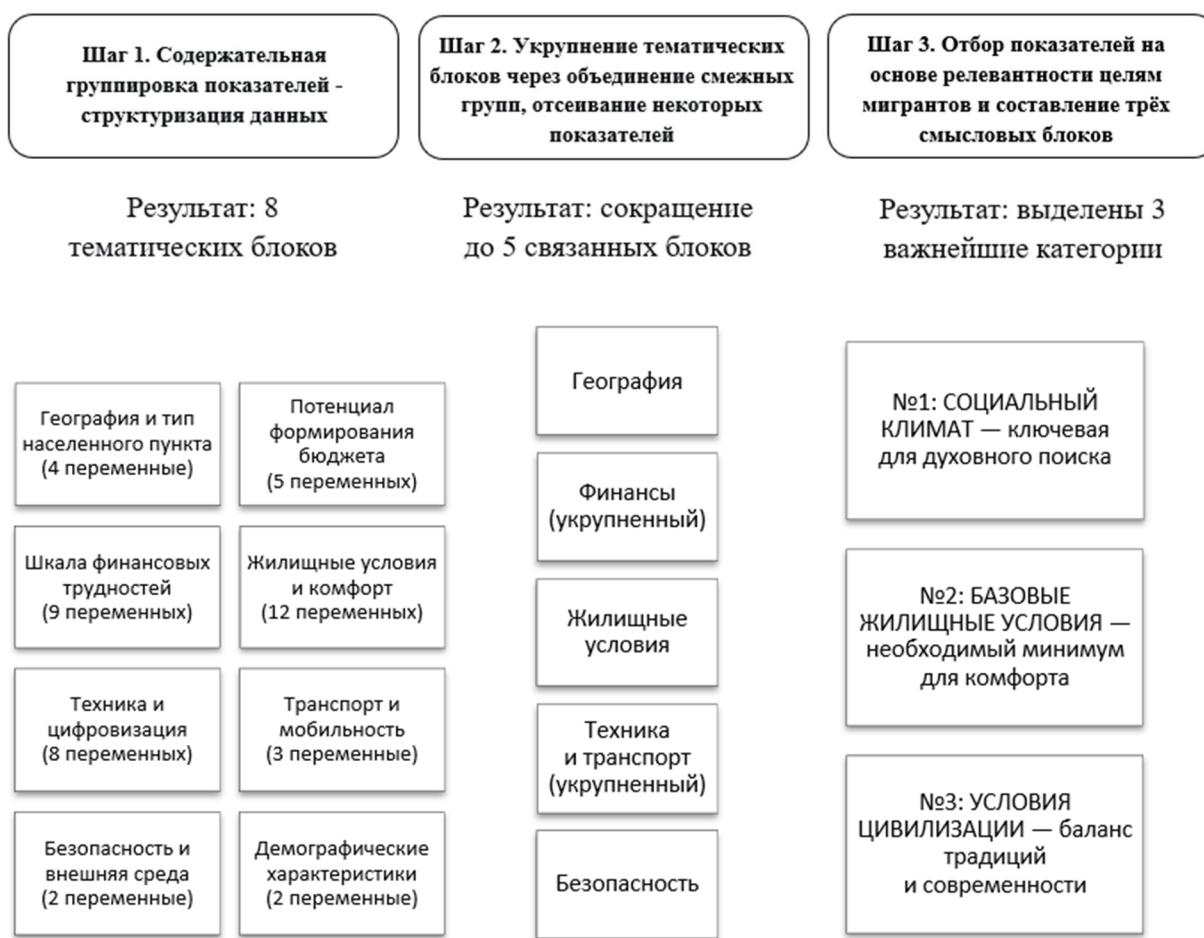 Шаг 1. Содержательная
группировка показателей -
структуризация данных
Шаг 2. Укрупнение тематических
блоков через объединение смежных
групп, отсеивание некоторых
показателей
Шаг 3. Отбор показателей на
основе релевантности целям
мигрантов и составление трёх
смысловых блоков
Результат: 8
тематических блоков
Результат: сокращение
до 5 связанных блоков
Результат: выделены 3
важнейшие категории
География и тип
населенного пункта
(4 переменные)
Потенциал
формирования
бюджета
(5 переменных)
Шкала финансовых
трудностей
(9 переменных)
Жилищные условия
и комфорт
(12 переменных)
Техника и
цифровизация
(8 переменных)
Транспорт и
мобильность
(3 переменные)
Безопасность и
внешняя среда
(2 переменные)
Демографические
характеристики
(2 переменные)
География
Финансы
(укрупненный)
Жилищные
условия
Техника
и транспорт
(укрупненный)
Безопасность
№1: СОЦИАЛЬНЫЙ
КЛИМАТ — ключевая
для духовного поиска
№2: БАЗОВЫЕ
ЖИЛИЩНЫЕ УСЛОВИЯ —
необходимый минимум
для комфорта
№3: УСЛОВИЯ
ЦИВИЛИЗАЦИИ — баланс
традиций
и современности